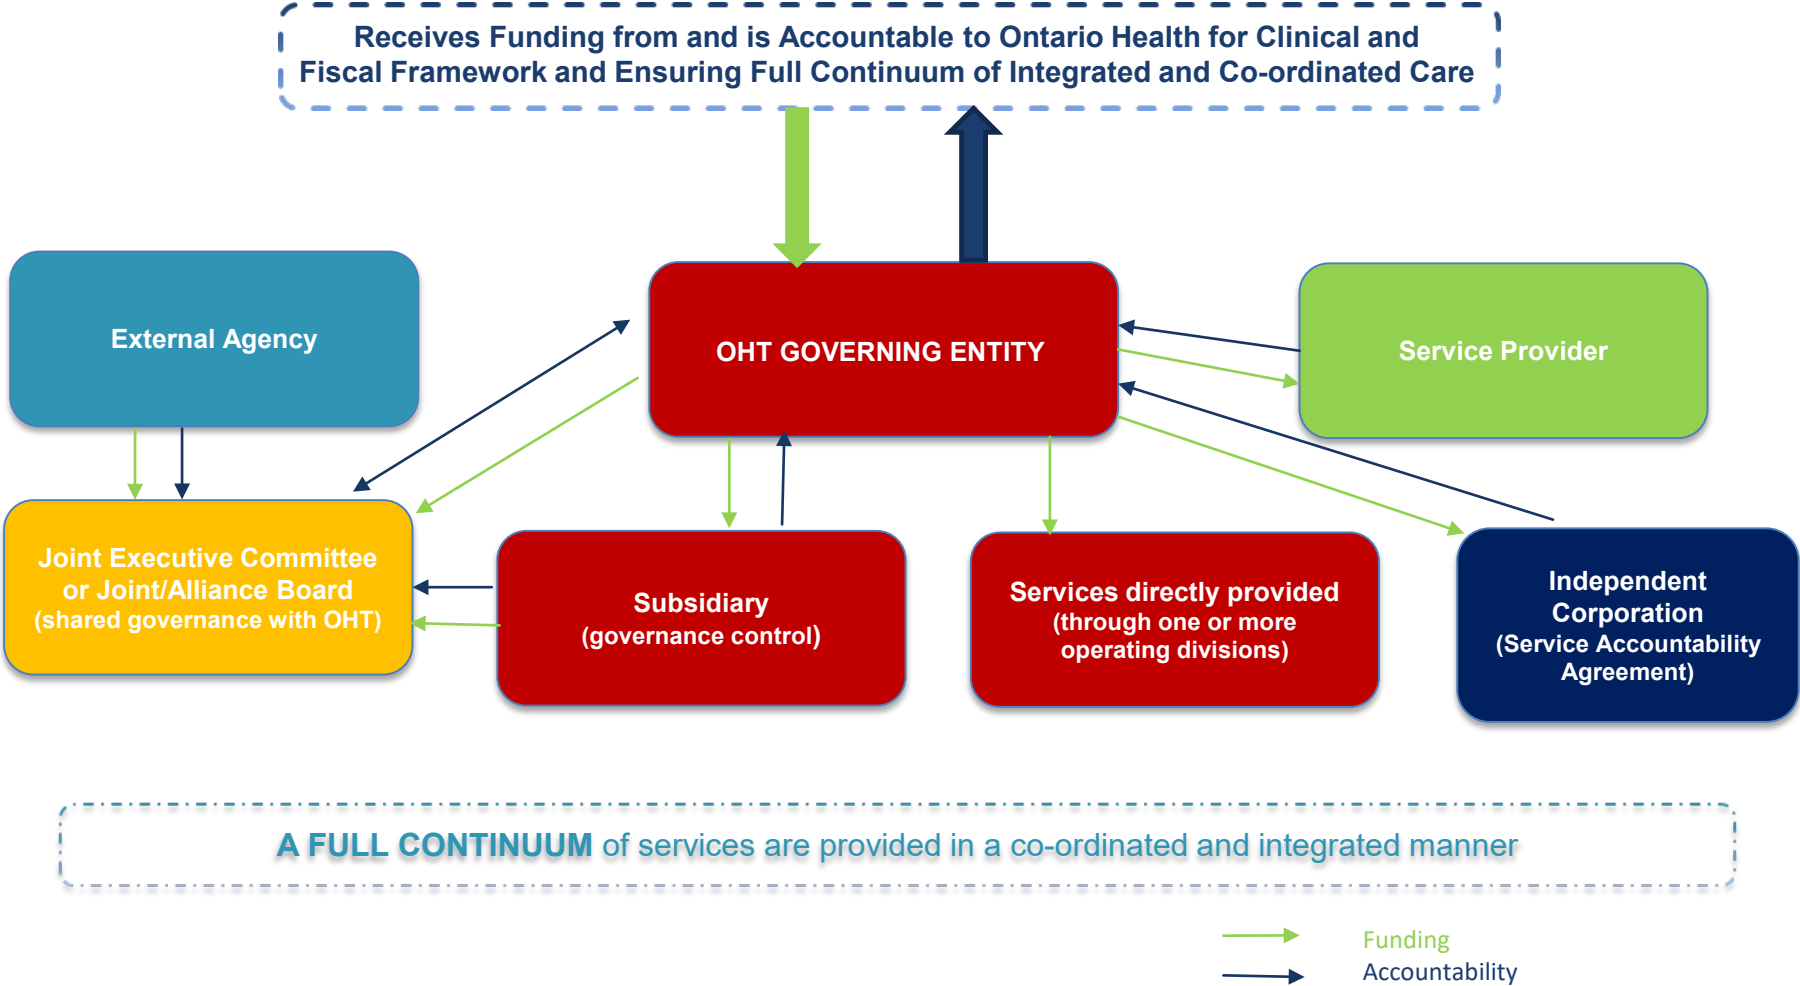 Receives Funding from and is Accountable to Ontario Health for Clinical and
Fiscal Framework and Ensuring Full Continuum of Integrated and Co-ordinated Care
External Agency
OHT GOVERNING ENTITY
Service Provider
Joint Executive Committee
or Joint/Alliance Board
(shared governance with OHT)
Subsidiary
(governance control)
Services directly provided
(through one or more
operating divisions)
Independent
Corporation
(Service Accountability
Agreement)
A FULL CONTINUUM of services are provided in a co-ordinated and integrated manner
Funding
Accountability